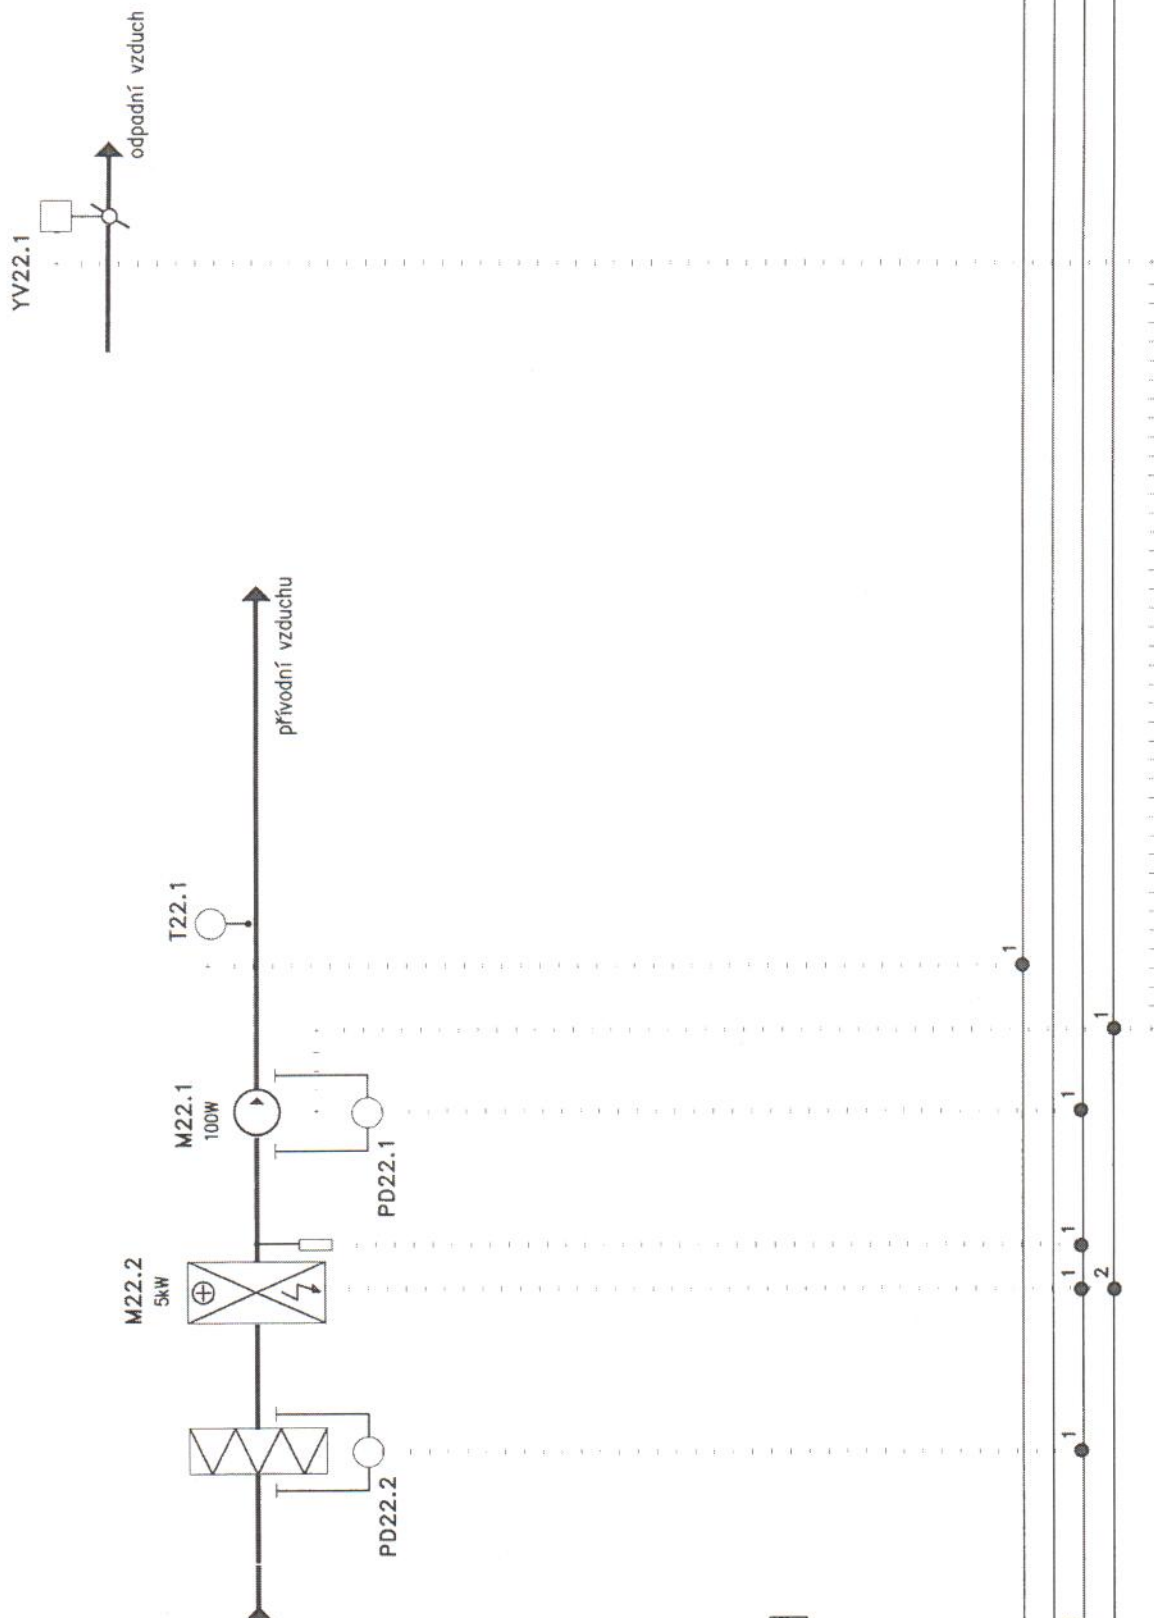 YV22.1
odpadní vzduch
přívodní vzduchu
T22.1
M22.1
100W
PD22.1
M22.2
5kW
PD22.2
1
1
1
1
1
2
1